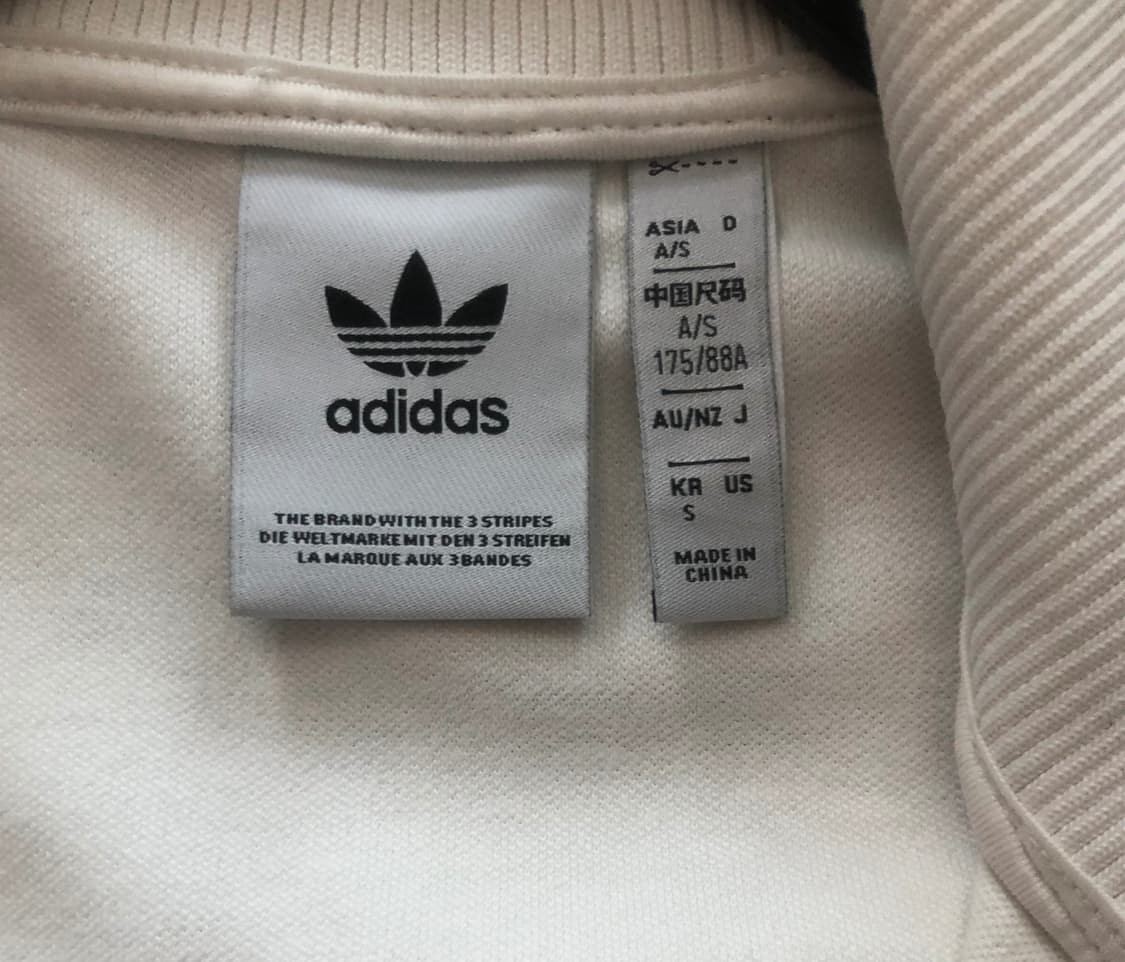 adidas
THE BRAND WITH THE 3 STRIPES
DIE WELTMARKE MIT DEN 3 STREIFEN
LA MARQUE AUX 3 BANDES
ASIA D
A/S
中国尺码
A/S
175/88A
AU/NZ J
KR US
S
MADE IN
CHINA